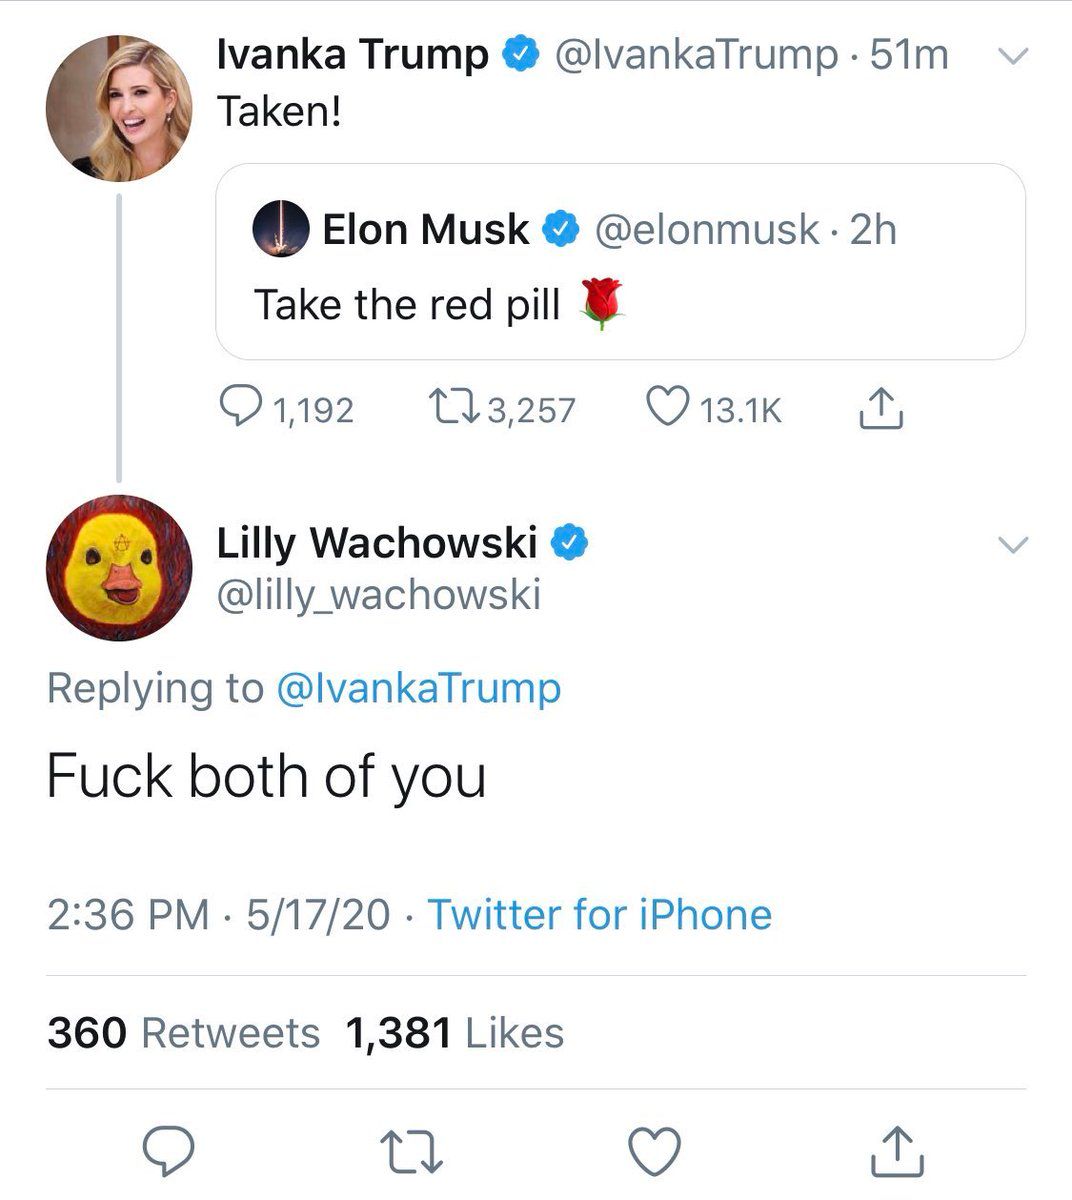 Ivanka Trump @IvankaTrump · 51m
Taken!
Elon Musk @elonmusk · 2h
Take the red pill 🌹
1,192 3,257 13.1K
Lilly Wachowski
@lilly_wachowski
Replying to @IvankaTrump
Fuck both of you
2:36 PM · 5/17/20 · Twitter for iPhone
360 Retweets 1,381 Likes